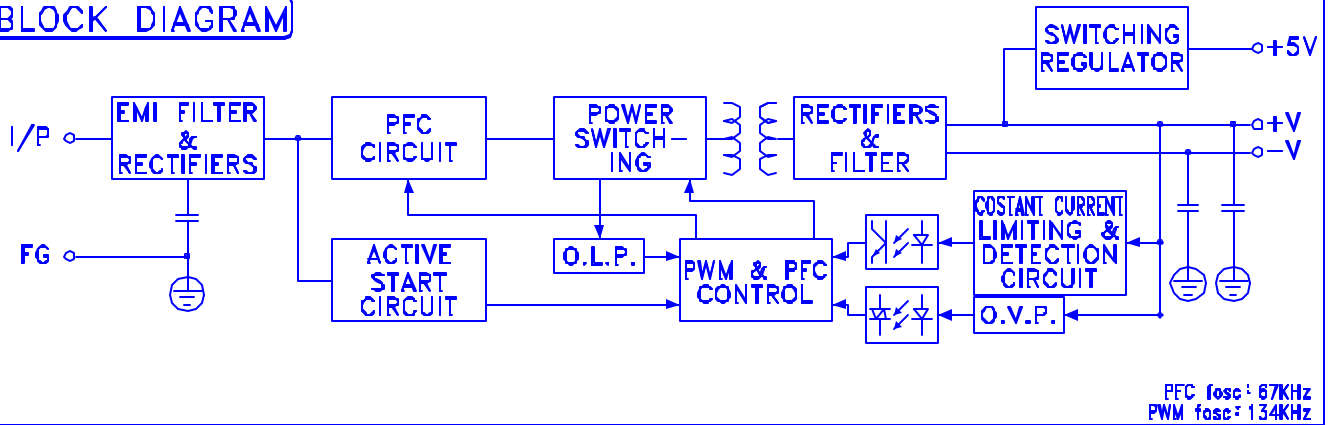 BLOCK DIAGRAM
SWITCHING
REGULATOR
+5V
I/P
EMI FILTER
&
RECTIFIERS
PFC
CIRCUIT
POWER
SWITCH-
ING
RECTIFIERS
&
FILTER
+V
-V
FG
ACTIVE
START
CIRCUIT
O.L.P.
PWM & PFC
CONTROL
COSTANT CURRENT
LIMITING &
DETECTION
CIRCUIT
O.V.P.
PFC fosc: 67KHz
PWM fosc: 134KHz